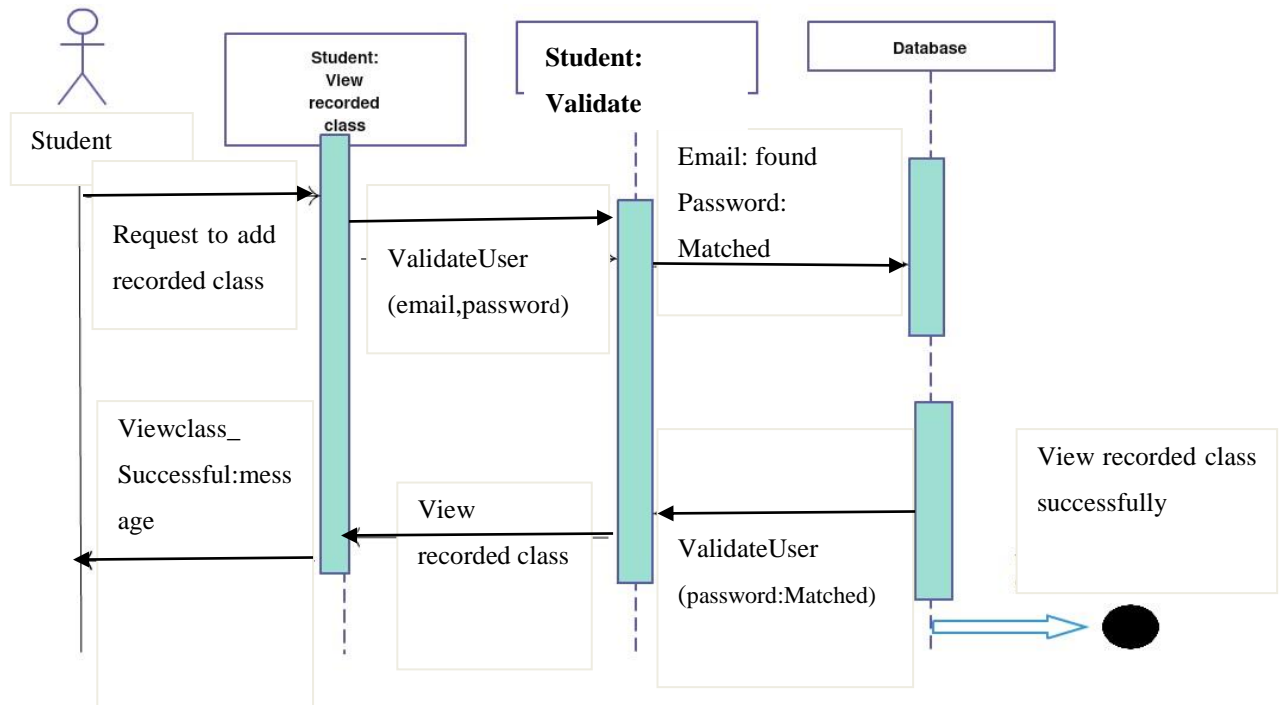 Student:
View
recorded
class
Student:
Validate
Database
Student
Email: found
Password:
Matched
Request to add
recorded class
ValidateUser
(email,password)
Viewclass_
Successful:mess
age
View
recorded class
ValidateUser
(password:Matched)
View recorded class
successfully